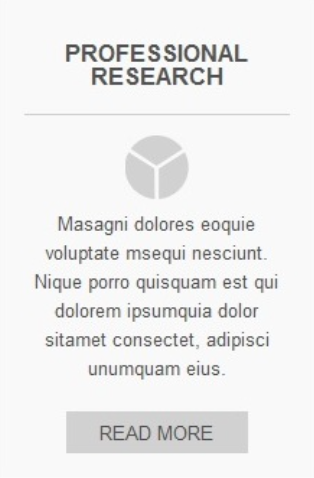 PROFESSIONAL
RESEARCH
Masagni dolores eoquie
voluptate msequi nesciunt.
Nique porro quisquam est qui
dolorem ipsumquia dolor
sitamet consectet, adipisci
unumquam eius.
READ MORE